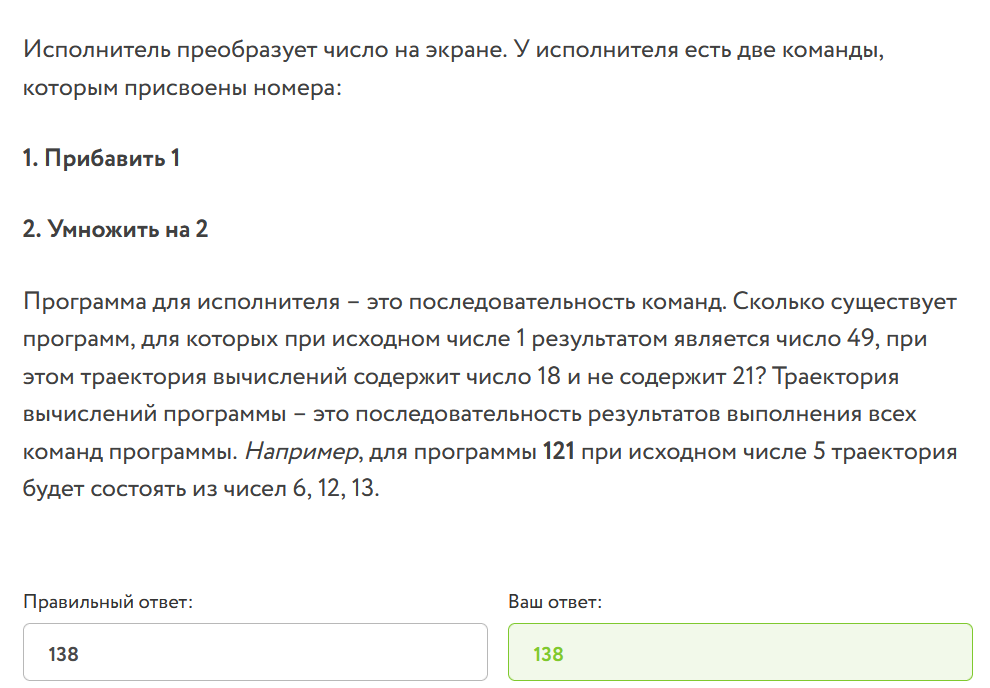 Исполнитель преобразует число на экране. У исполнителя есть две команды,
которым присвоены номера:
1. Прибавить 1
2. Умножить на 2
Программа для исполнителя – это последовательность команд. Сколько существует
программ, для которых при исходном числе 1 результатом является число 49, при
этом траектория вычислений содержит число 18 и не содержит 21? Траектория
вычислений программы – это последовательность результатов выполнения всех
команд программы. Например, для программы 121 при исходном числе 5 траектория
будет состоять из чисел 6, 12, 13.
Правильный ответ: Ваш ответ:
138 138